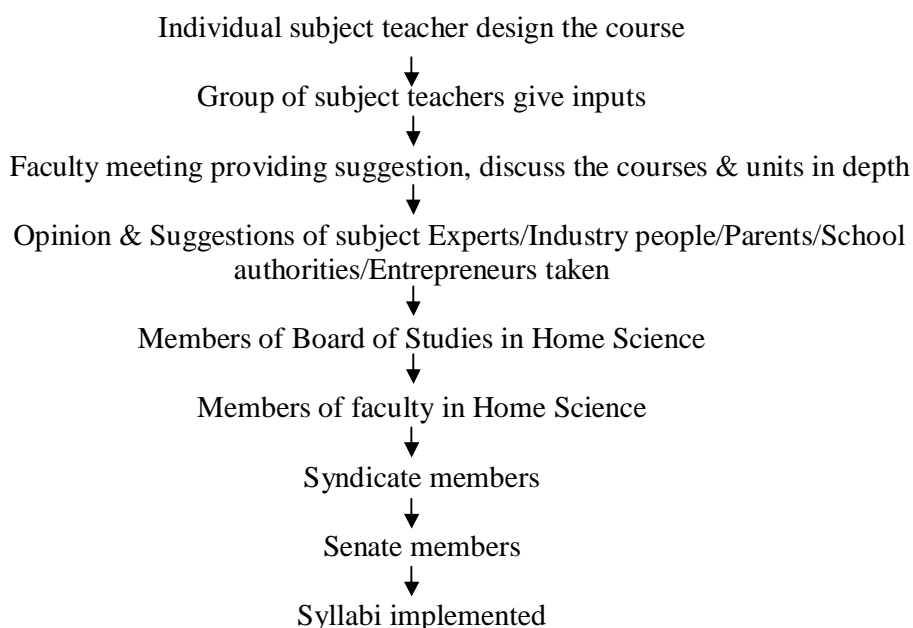 Individual subject teacher design the course
Group of subject teachers give inputs
Faculty meeting providing suggestion, discuss the courses & units in depth
Opinion & Suggestions of subject Experts/Industry people/Parents/School
authorities/Entrepreneurs taken
Members of Board of Studies in Home Science
Members of faculty in Home Science
Syndicate members
Senate members
Syllabi implemented